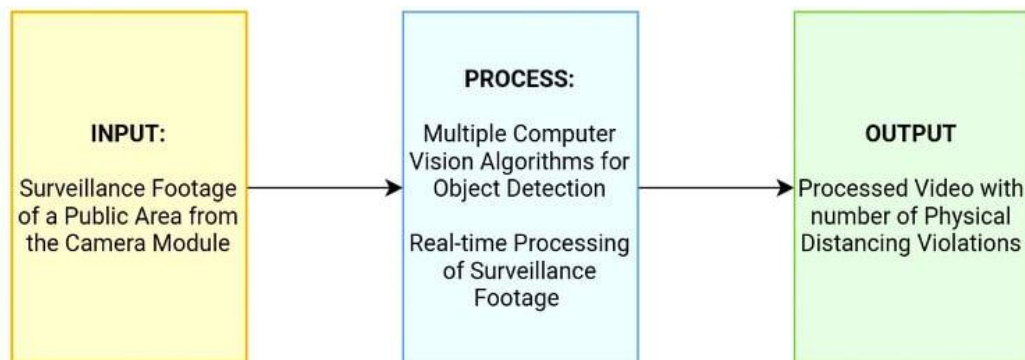 INPUT:
Surveillance Footage
of a Public Area from
the Camera Module
PROCESS:
Multiple Computer
Vision Algorithms for
Object Detection
Real-time Processing
of Surveillance
Footage
OUTPUT
Processed Video with
number of Physical
Distancing Violations